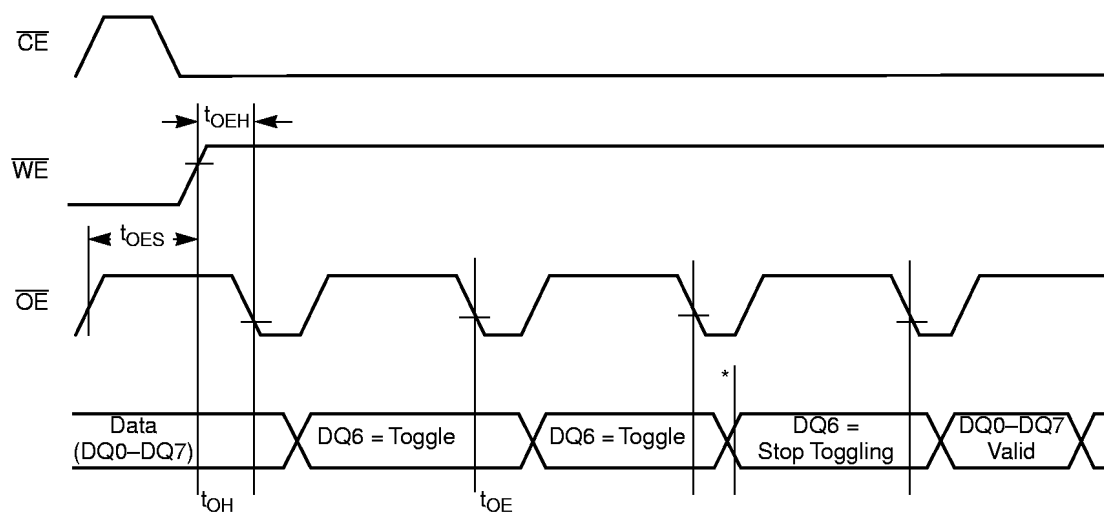 CE
tOEH
WE
tOES
OE
*
Data
(DQ0–DQ7)
DQ6 = Toggle
DQ6 = Toggle
DQ6 =
Stop Toggling
DQ0–DQ7
Valid
tOH
tOE